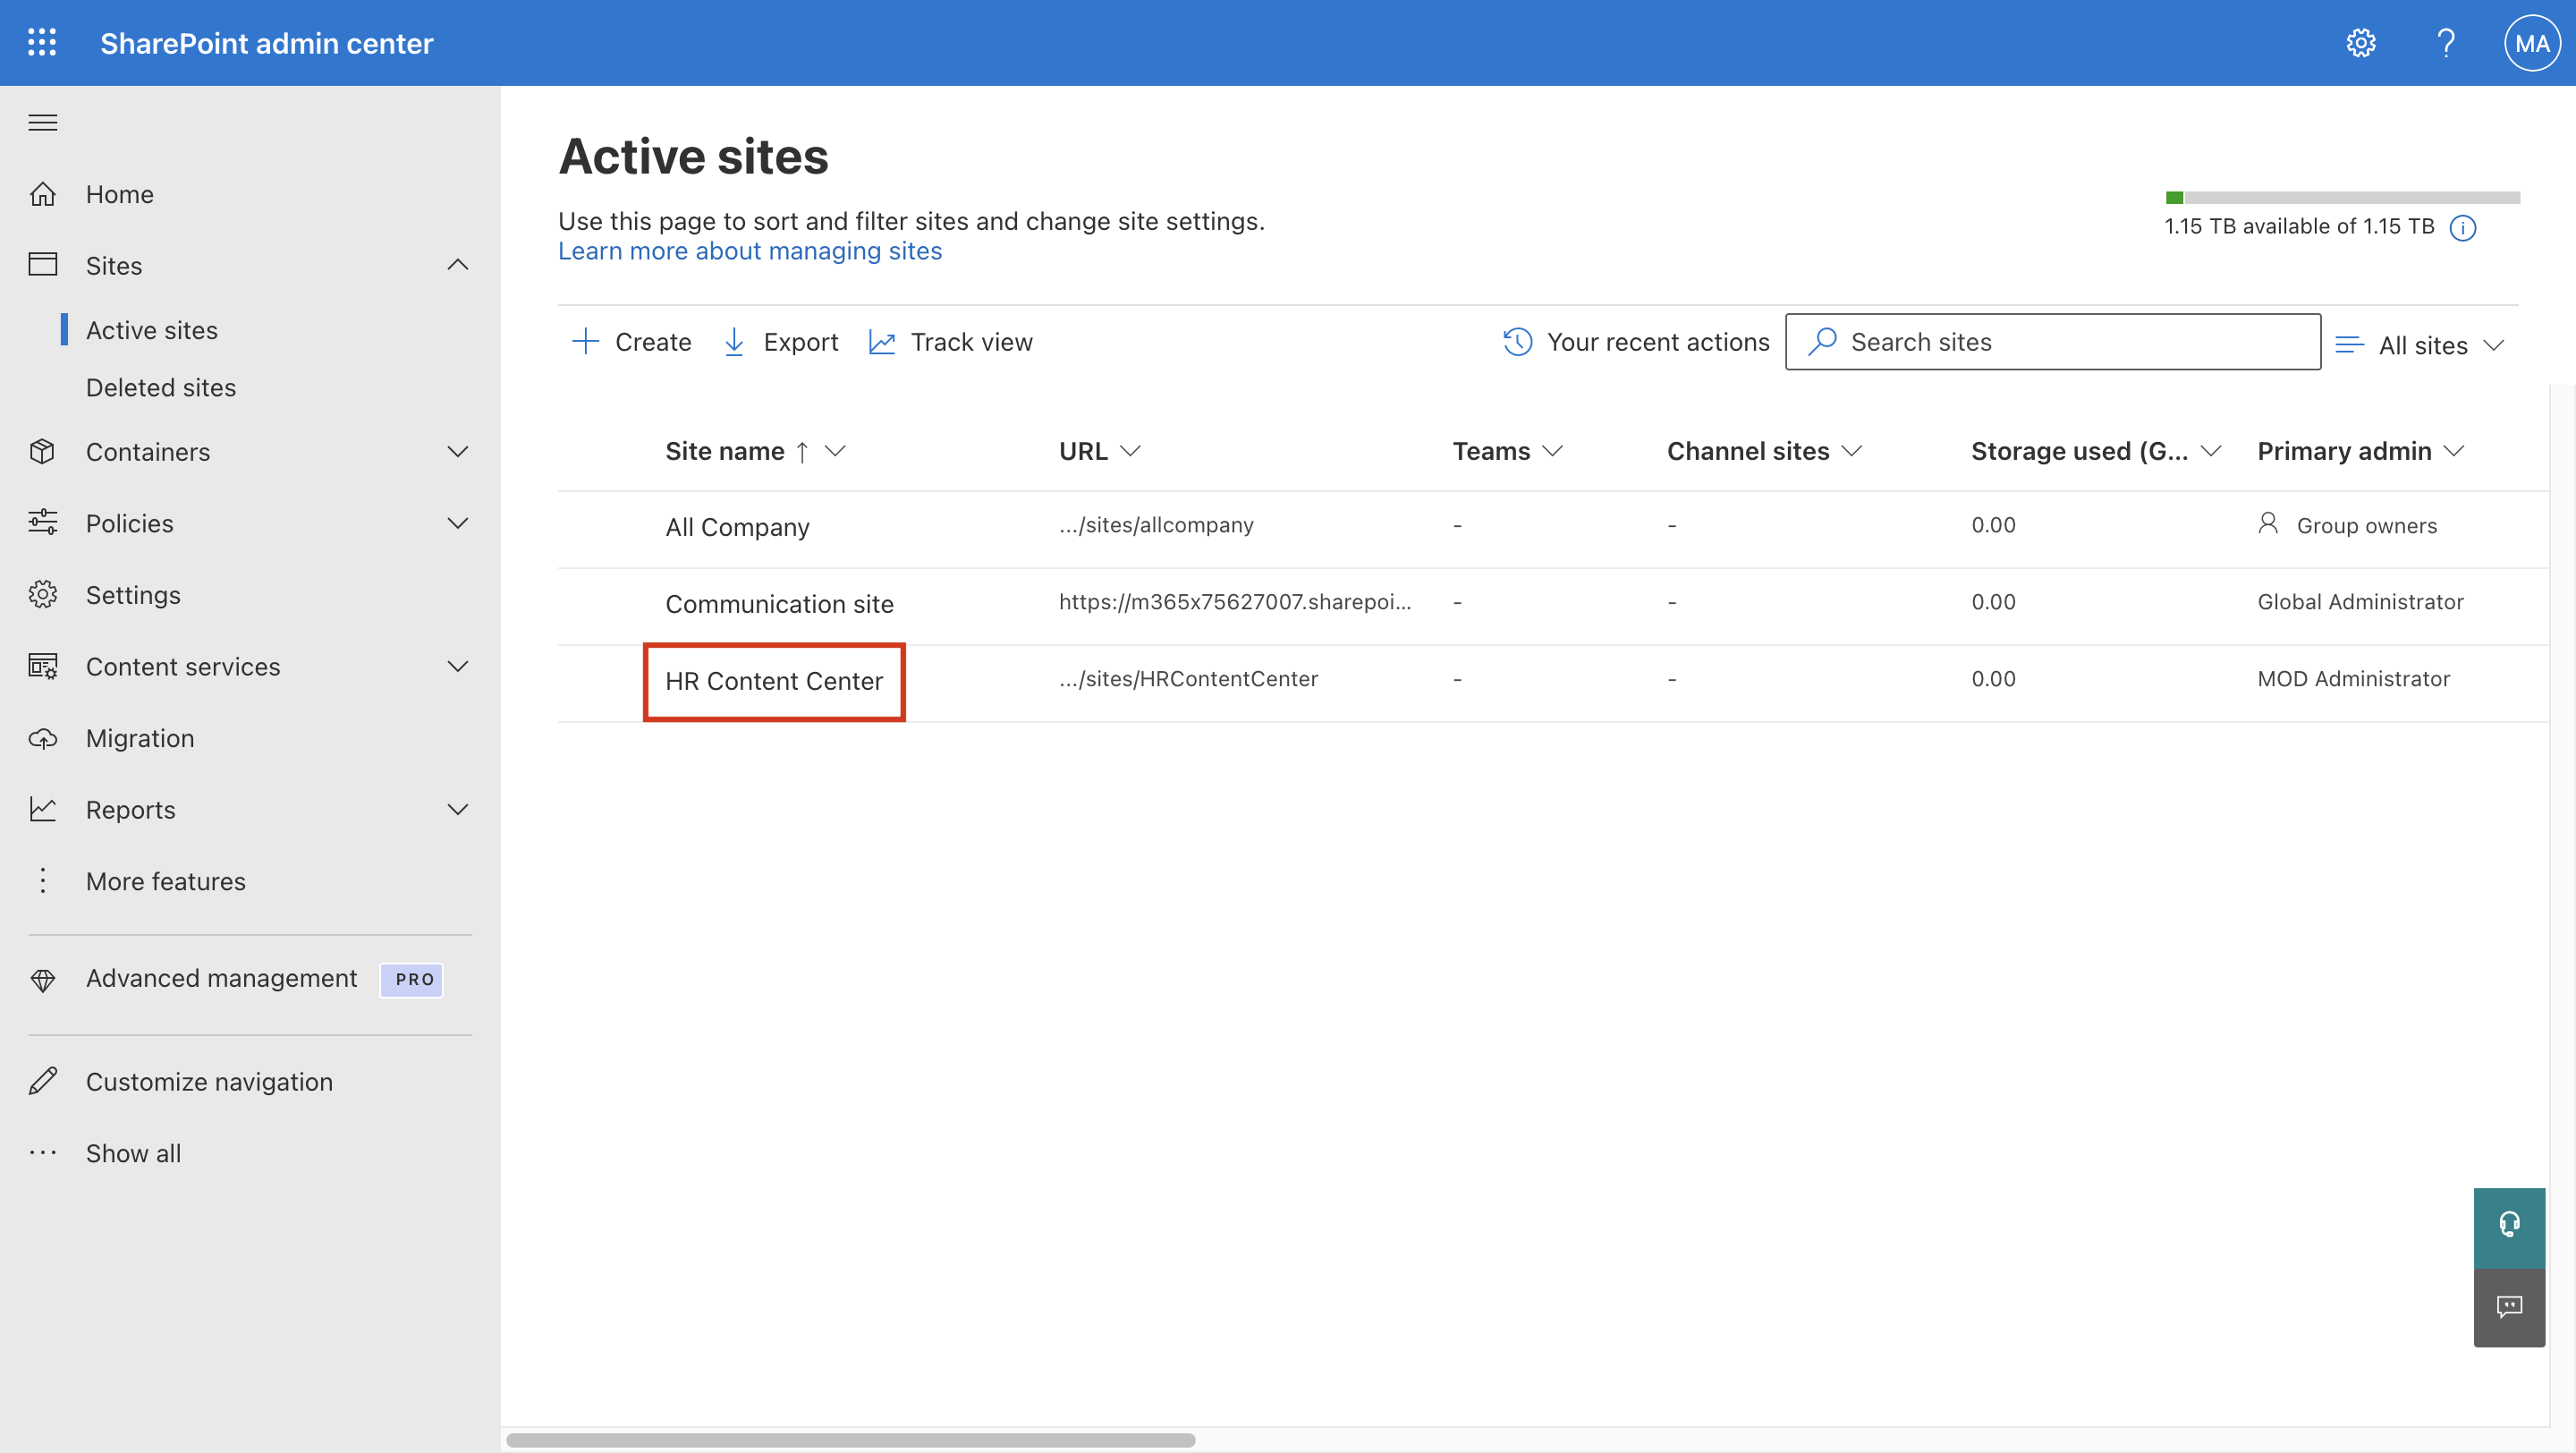 SharePoint admin center
MA
Home
Sites
Active sites
Deleted sites
Containers
Policies
Settings
Content services
Migration
Reports
More features
Advanced management PRO
Customize navigation
Show all
Active sites
Use this page to sort and filter sites and change site settings.
Learn more about managing sites
1.15 TB available of 1.15 TB
Create Export Track view Your recent actions Search sites All sites
Site name URL Teams Channel sites Storage used (G... Primary admin
All Company .../sites/allcompany - - 0.00 Group owners
Communication site https://m365x75627007.sharepoi... - - 0.00 Global Administrator
HR Content Center .../sites/HRContentCenter - - 0.00 MOD Administrator